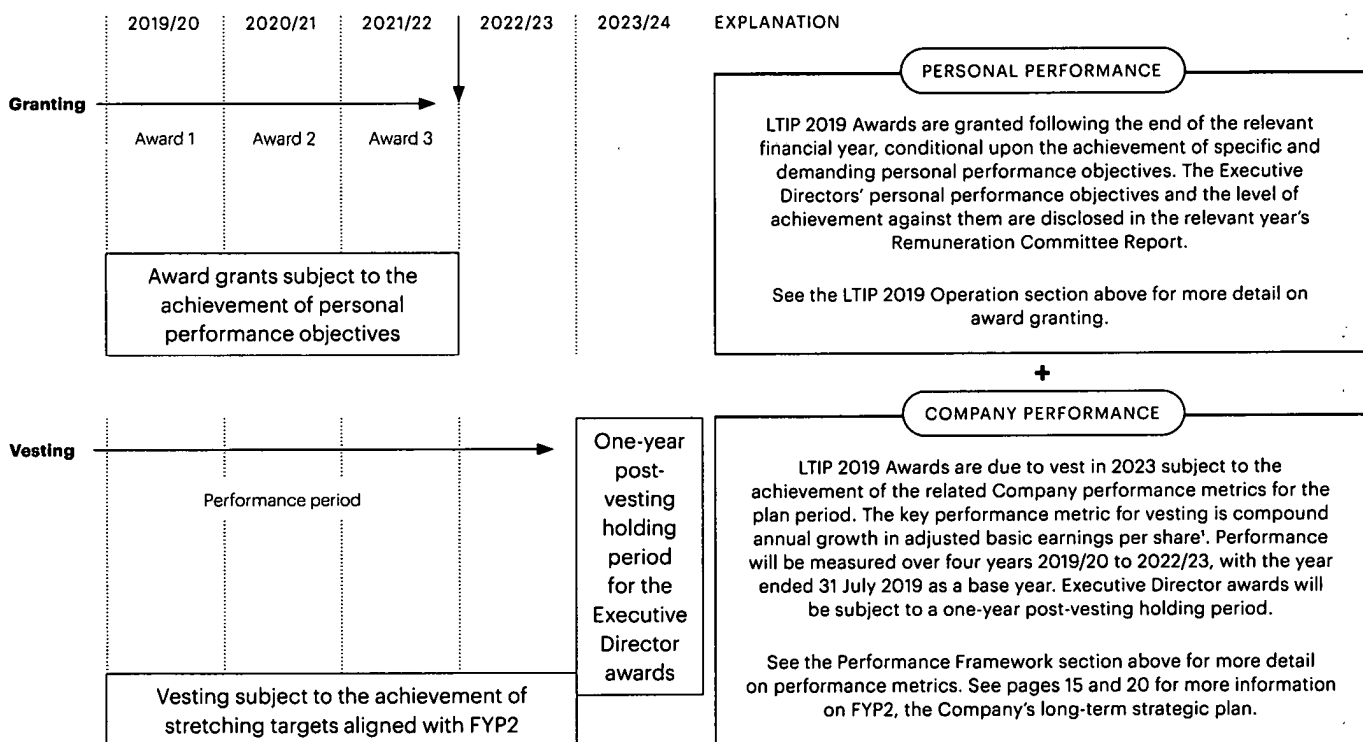 2019/20 2020/21 2021/22 2022/23 2023/24 EXPLANATION
Granting
Award 1 Award 2 Award 3
Award grants subject to the
achievement of personal
performance objectives
PERSONAL PERFORMANCE
LTIP 2019 Awards are granted following the end of the relevant
financial year, conditional upon the achievement of specific and
demanding personal performance objectives. The Executive
Directors' personal performance objectives and the level of
achievement against them are disclosed in the relevant year's
Remuneration Committee Report.
See the LTIP 2019 Operation section above for more detail on
award granting.
+
Vesting
Performance period
One-year
post-
vesting
holding
period
for the
Executive
Director
awards
Vesting subject to the achievement of
stretching targets aligned with FYP2
COMPANY PERFORMANCE
LTIP 2019 Awards are due to vest in 2023 subject to the
achievement of the related Company performance metrics for the
plan period. The key performance metric for vesting is compound
annual growth in adjusted basic earnings per share¹. Performance
will be measured over four years 2019/20 to 2022/23, with the year
ended 31 July 2019 as a base year. Executive Director awards will
be subject to a one-year post-vesting holding period.
See the Performance Framework section above for more detail
on performance metrics. See pages 15 and 20 for more information
on FYP2, the Company's long-term strategic plan.